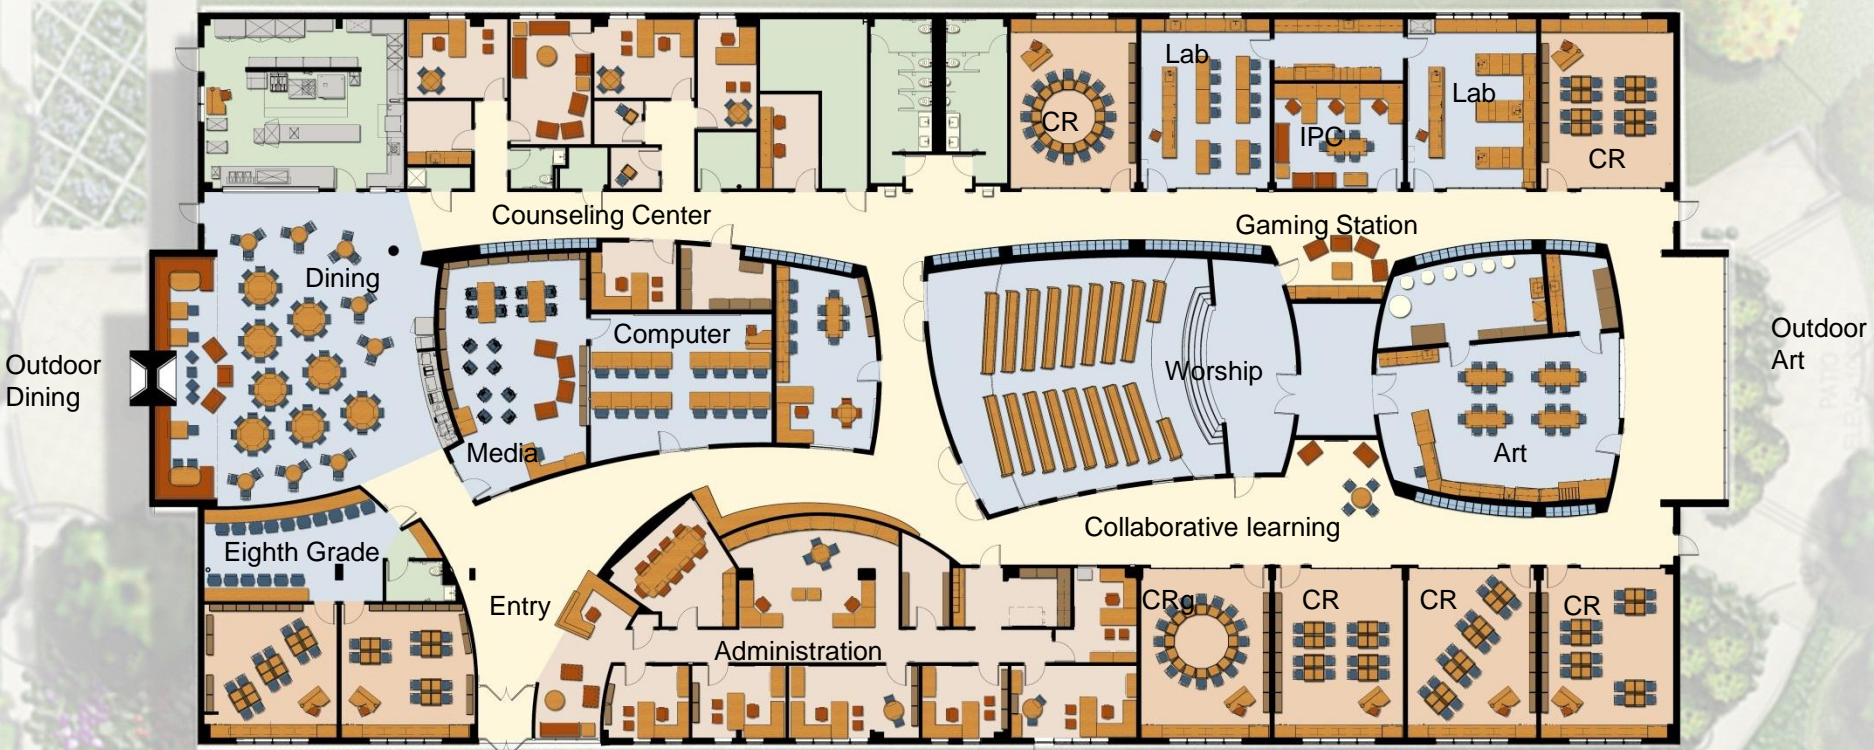 Lab
Lab
CR
IPC
CR
Counseling Center
Gaming Station
Dining
Computer
Outdoor
Dining
Worship
Outdoor
Art
Media
Art
Collaborative learning
Eighth Grade
Entry
CRg
CR
CR
CR
Administration